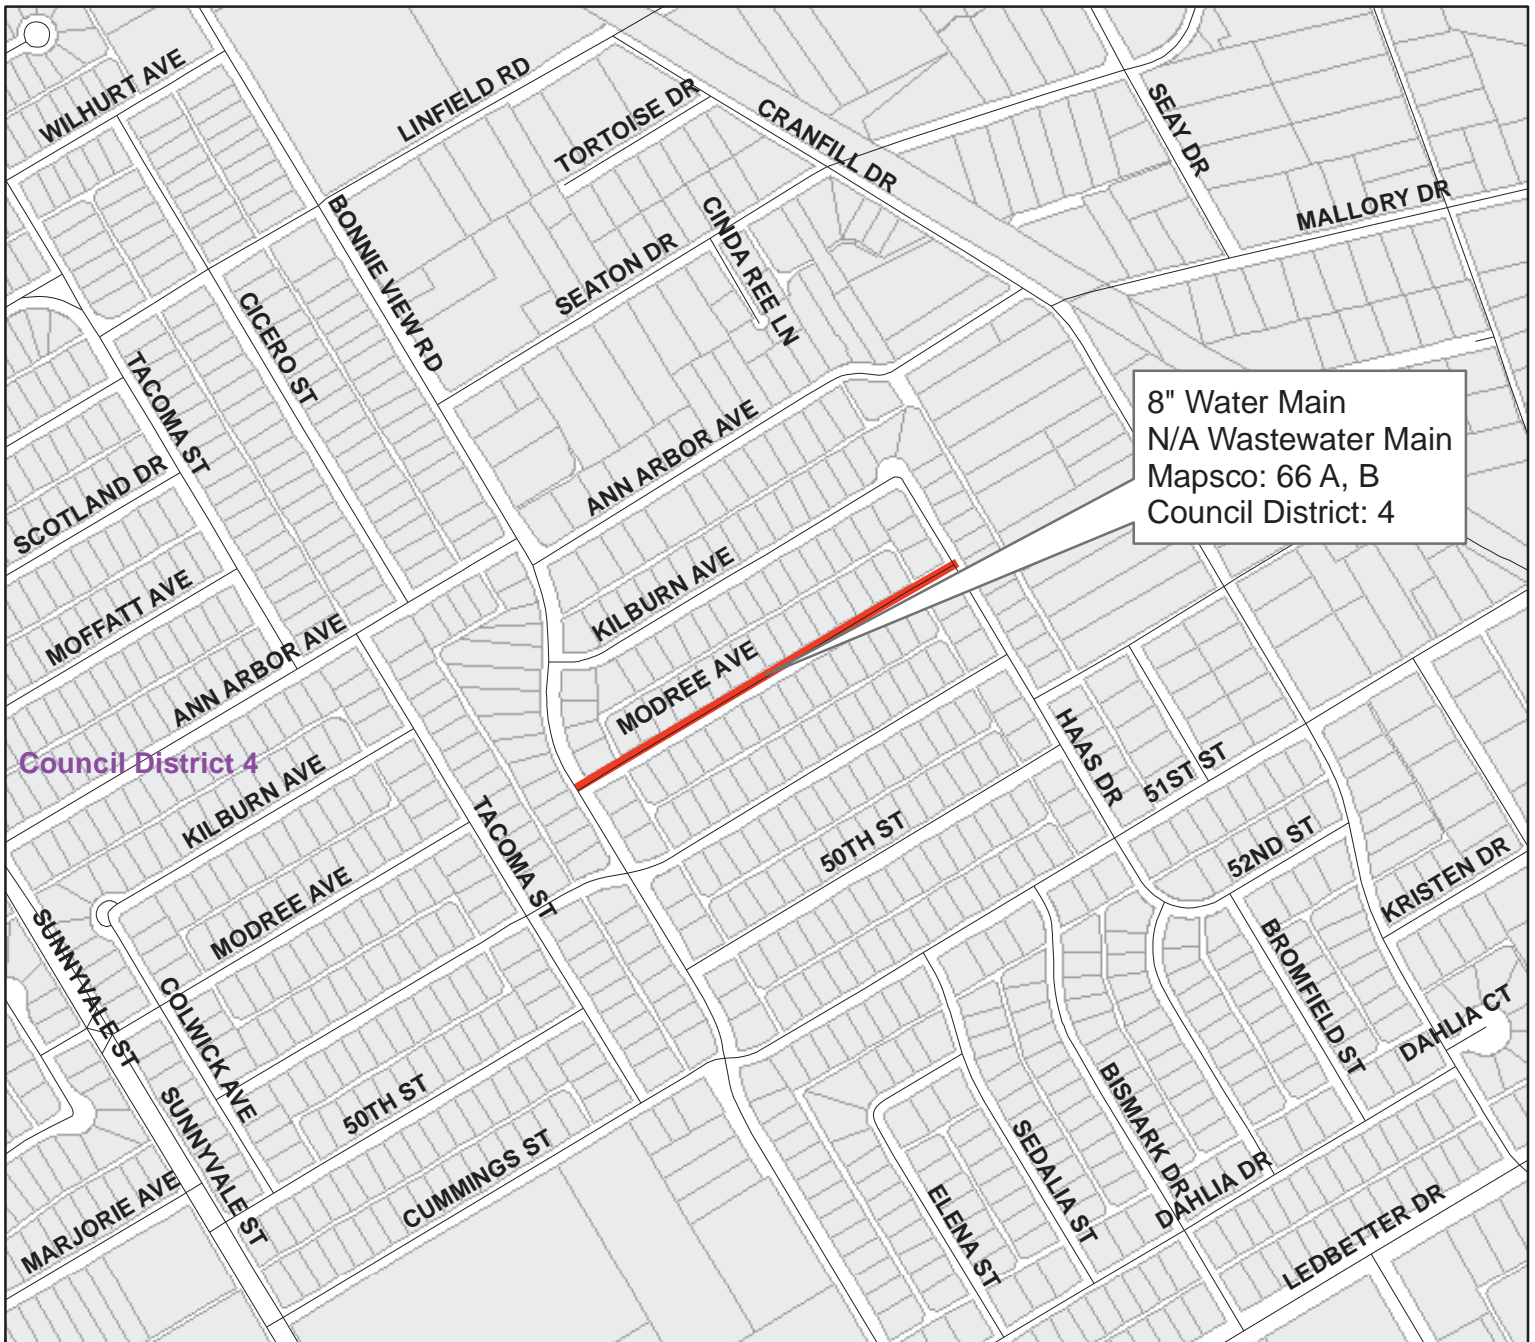 WILHURT AVE
LINFIELD RD
TORTOISE DR
CRANFILL DR
SEAY DR
MALLORY DR
BONNIE VIEW RD
CINDA REE LN
SEATON DR
CICERO ST
TACOMA ST
SCOTLAND DR
ANN ARBOR AVE
8" Water Main
N/A Wastewater Main
Mapsco: 66 A, B
Council District: 4
MOFFATT AVE
KILBURN AVE
ANN ARBOR AVE
MODREE AVE
Council District 4
KILBURN AVE
HAAS DR
51ST ST
TACOMA ST
50TH ST
52ND ST
KRISTEN DR
MODREE AVE
SUNNYVALE ST
COLWICK AVE
BROMFIELD ST
DAHLIA CT
50TH ST
SUNNYVALE ST
BISMARK DR
SEDALIA ST
CUMMINGS ST
MARJORIE AVE
ELENA ST
DAHLIA DR
LEDBETTER DR